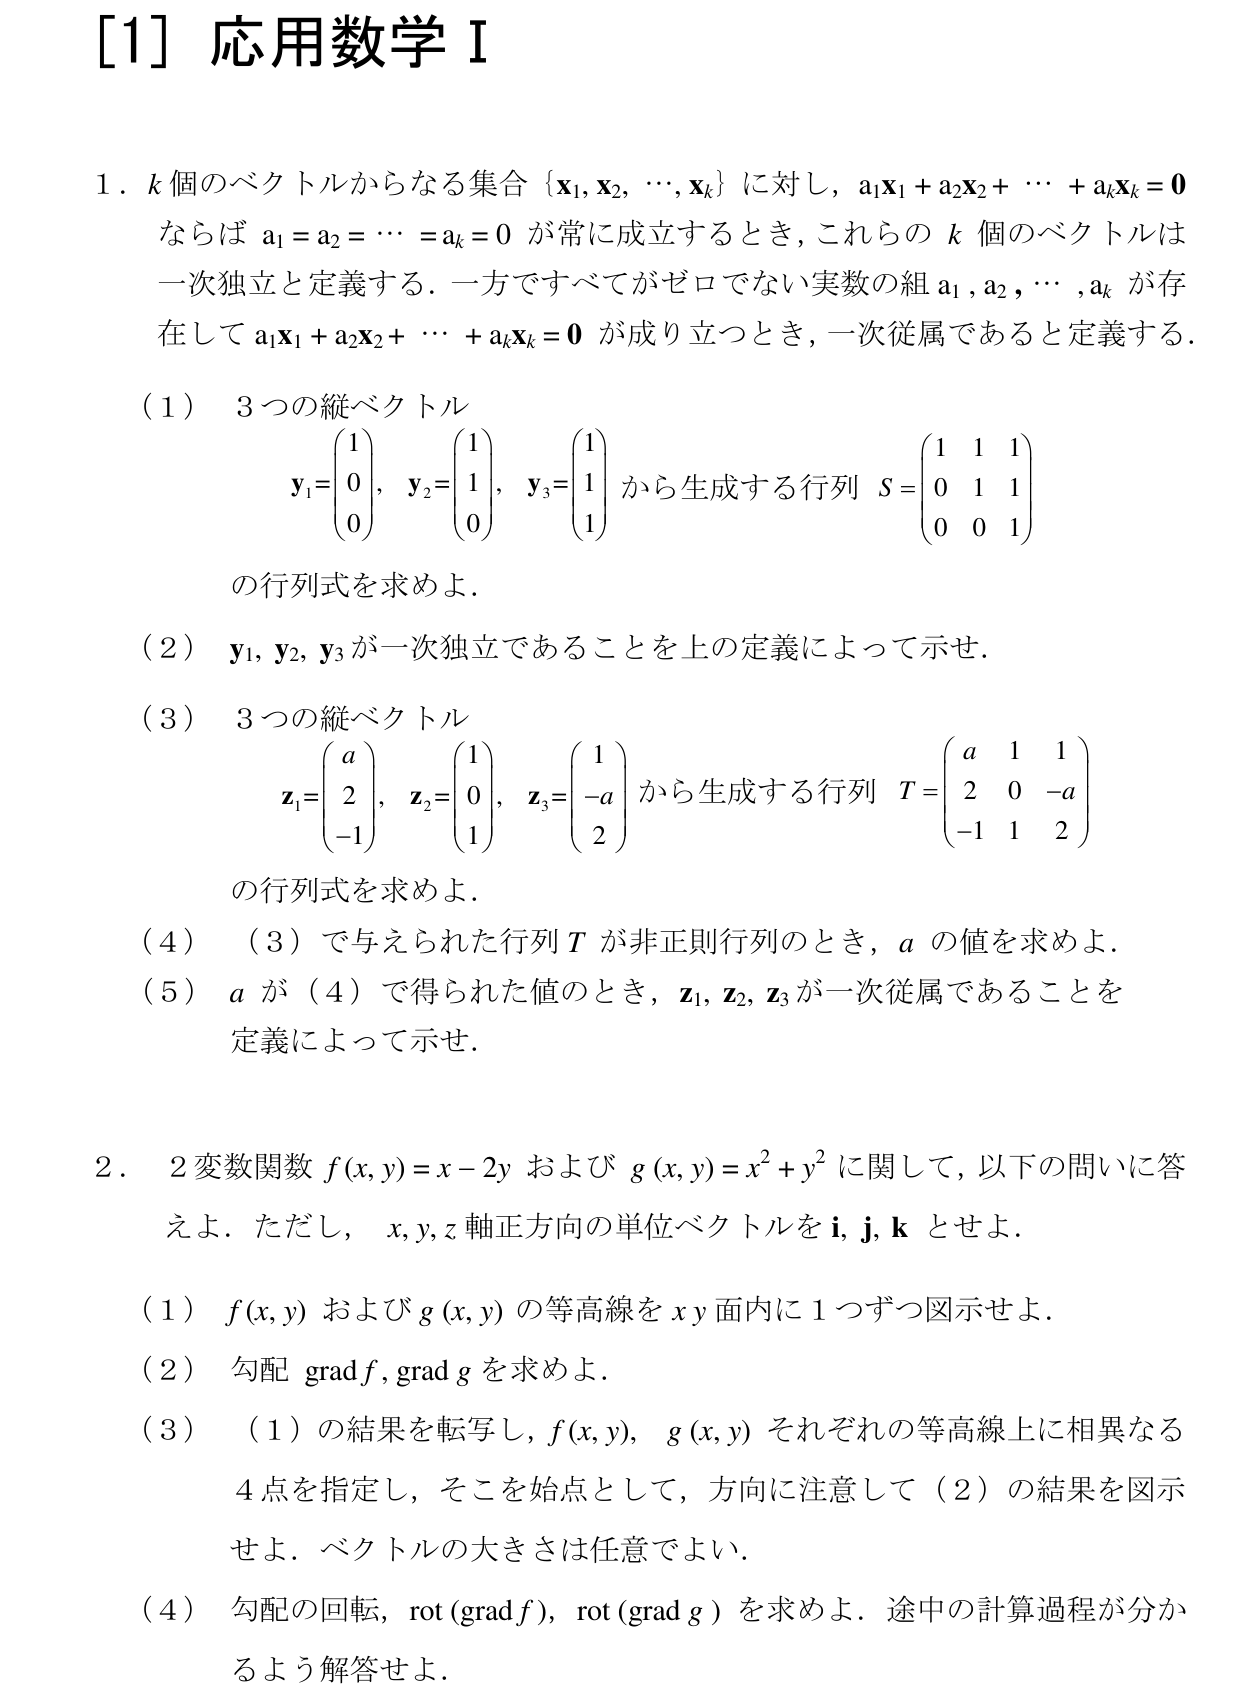 [1] 応用数学Ⅰ
１．k 個のベクトルからなる集合 {x₁, x₂, …, xₖ} に対し，a₁x₁ + a₂x₂ + … + aₖxₖ = 0
ならば a₁ = a₂ = … = aₖ = 0 が常に成立するとき，これらの k 個のベクトルは
一次独立と定義する．一方ですべてがゼロでない実数の組 a₁ , a₂ , … , aₖ が存
在して a₁x₁ + a₂x₂ + … + aₖxₖ = 0 が成り立つとき，一次従属であると定義する．
（１） ３つの縦ベクトル
y₁ = (1 0 0), y₂ = (1 1 0), y₃ = (1 1 1) から生成する行列 S = (1 1 1 / 0 1 1 / 0 0 1)
の行列式を求めよ．
（２） y₁, y₂, y₃ が一次独立であることを上の定義によって示せ．
（３） ３つの縦ベクトル
z₁ = (a 2 −1), z₂ = (1 0 1), z₃ = (1 −a 2) から生成する行列 T = (a 1 1 / 2 0 −a / −1 1 2)
の行列式を求めよ．
（４） （３）で与えられた行列 T が非正則行列のとき，a の値を求めよ．
（５） a が（４）で得られた値のとき，z₁, z₂, z₃ が一次従属であることを
定義によって示せ．
２． ２変数関数 f (x, y) = x − 2y および g (x, y) = x² + y² に関して，以下の問いに答
えよ．ただし， x, y, z 軸正方向の単位ベクトルを i, j, k とせよ．
（１） f (x, y) および g (x, y) の等高線を x y 面内に１つずつ図示せよ．
（２） 勾配 grad f , grad g を求めよ．
（３） （１）の結果を転写し，f (x, y), g (x, y) それぞれの等高線上に相異なる
４点を指定し，そこを始点として，方向に注意して（２）の結果を図示
せよ．ベクトルの大きさは任意でよい．
（４） 勾配の回転，rot (grad f )，rot (grad g ) を求めよ．途中の計算過程が分か
るよう解答せよ．